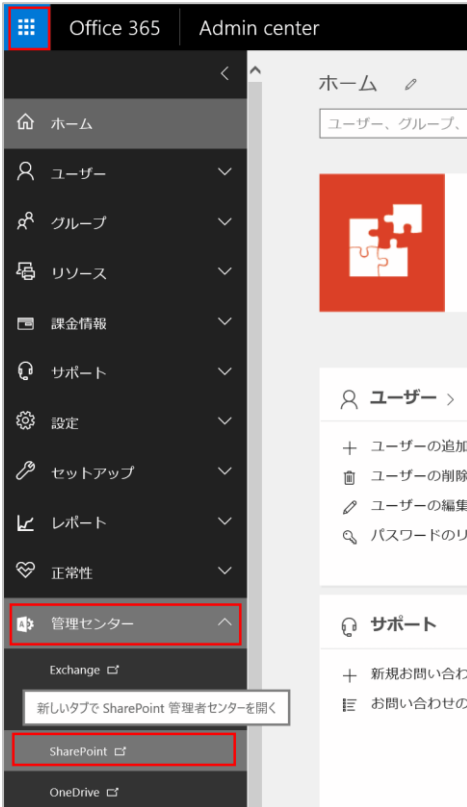 Office 365 Admin center
ホーム
ユーザー
グループ
リソース
課金情報
サポート
設定
セットアップ
レポート
正常性
管理センター
Exchange
新しいタブで SharePoint 管理者センターを開く
SharePoint
OneDrive
ホーム
ユーザー、グループ、
ユーザー
ユーザーの追加
ユーザーの削除
ユーザーの編集
パスワードのリ
サポート
新規お問い合わ
お問い合わせの